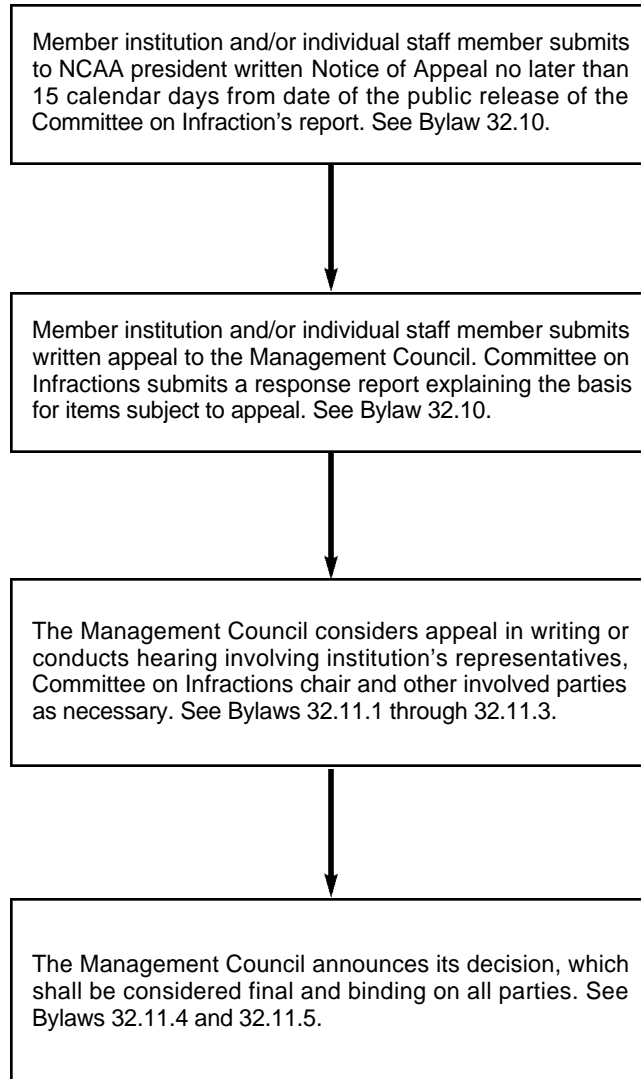 Member institution and/or individual staff member submits
to NCAA president written Notice of Appeal no later than
15 calendar days from date of the public release of the
Committee on Infraction’s report. See Bylaw 32.10.
Member institution and/or individual staff member submits
written appeal to the Management Council. Committee on
Infractions submits a response report explaining the basis
for items subject to appeal. See Bylaw 32.10.
The Management Council considers appeal in writing or
conducts hearing involving institution’s representatives,
Committee on Infractions chair and other involved parties
as necessary. See Bylaws 32.11.1 through 32.11.3.
The Management Council announces its decision, which
shall be considered final and binding on all parties. See
Bylaws 32.11.4 and 32.11.5.